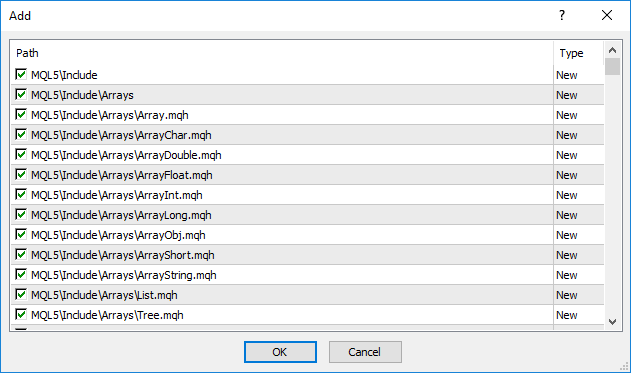 Add ?
Path Type
MQL5\Include New
MQL5\Include\Arrays New
MQL5\Include\Arrays\Array.mqh New
MQL5\Include\Arrays\ArrayChar.mqh New
MQL5\Include\Arrays\ArrayDouble.mqh New
MQL5\Include\Arrays\ArrayFloat.mqh New
MQL5\Include\Arrays\ArrayInt.mqh New
MQL5\Include\Arrays\ArrayLong.mqh New
MQL5\Include\Arrays\ArrayObj.mqh New
MQL5\Include\Arrays\ArrayShort.mqh New
MQL5\Include\Arrays\ArrayString.mqh New
MQL5\Include\Arrays\List.mqh New
MQL5\Include\Arrays\Tree.mqh New
OK Cancel